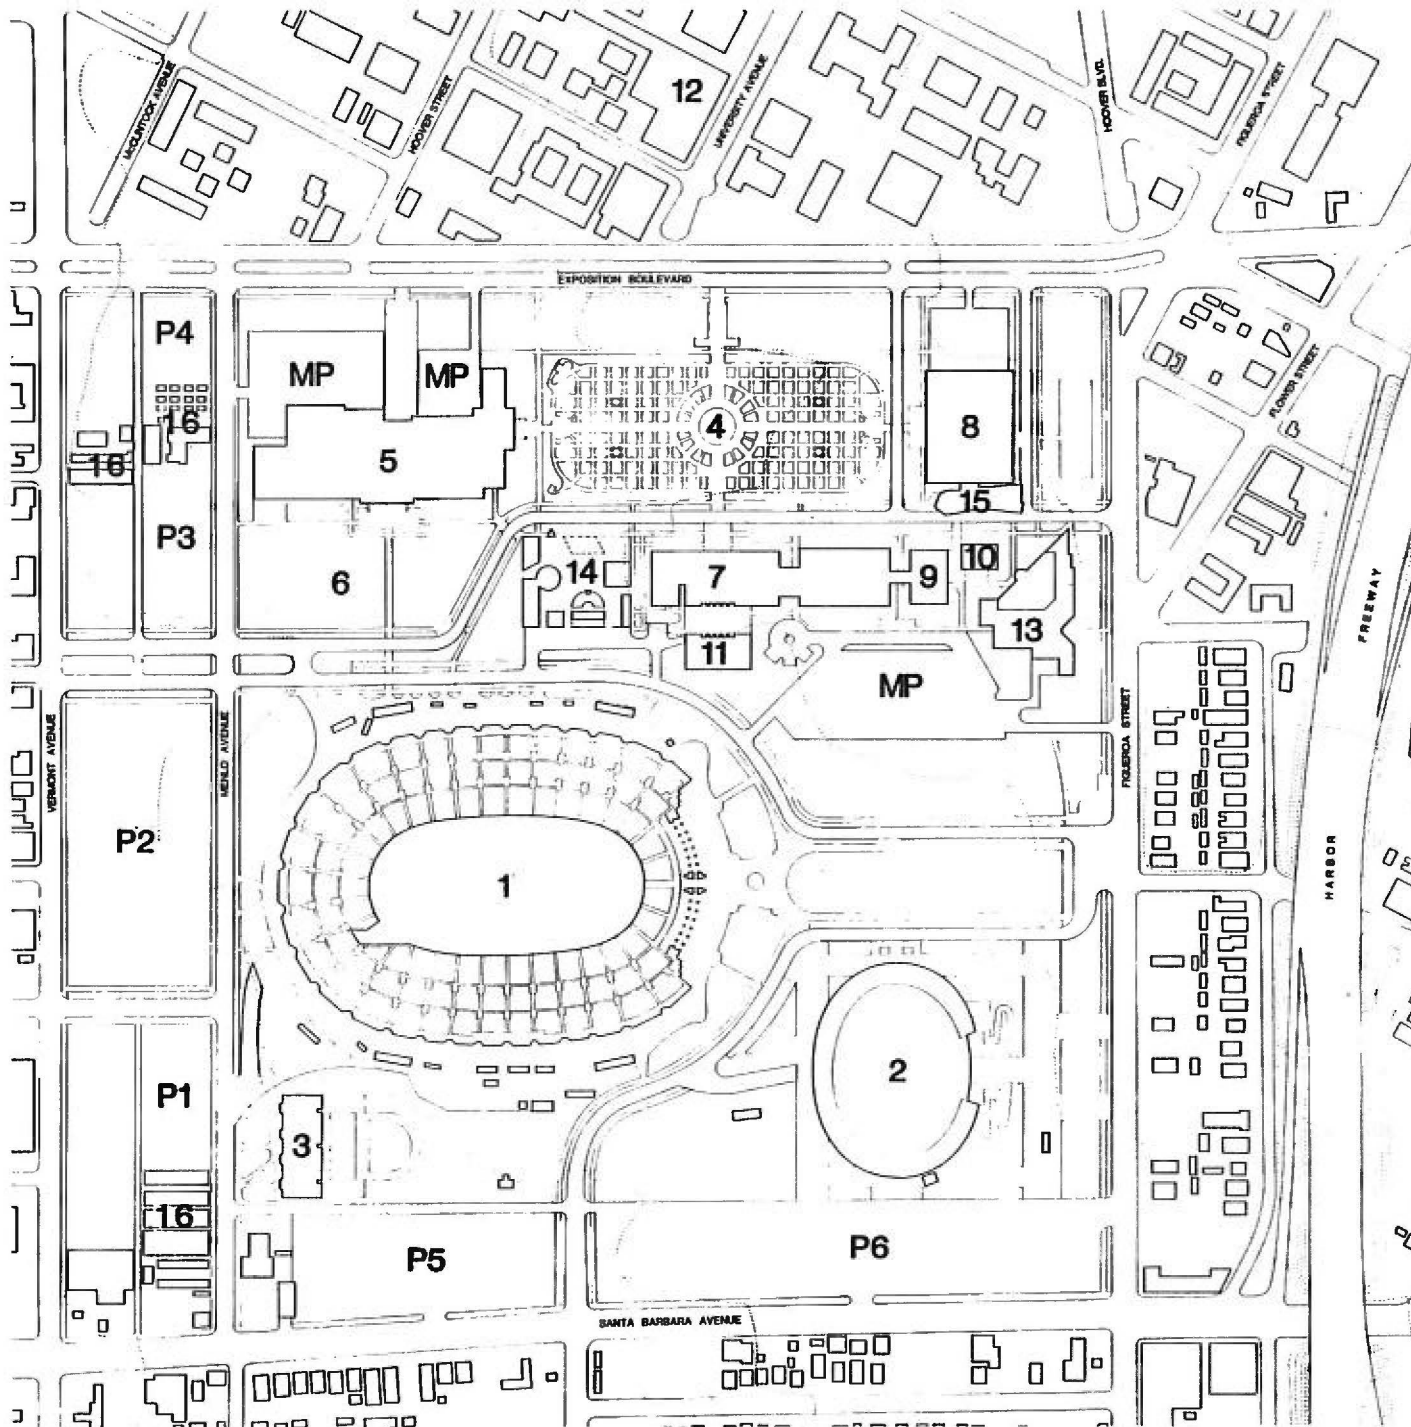 McCLINTOCK AVENUE
HOOVER STREET
12
UNIVERSITY AVENUE
HOOVER BLVD.
FIGUEROA STREET
EXPOSITION BOULEVARD
P4
MP
MP
4
8
FLOWER STREET
16
16
5
15
P3
6
14
7
9
10
13
11
MP
FREEWAY
VERMONT AVENUE
MENLO AVENUE
FIGUEROA STREET
P2
1
HARBOR
2
P1
3
16
P5
P6
SANTA BARBARA AVENUE